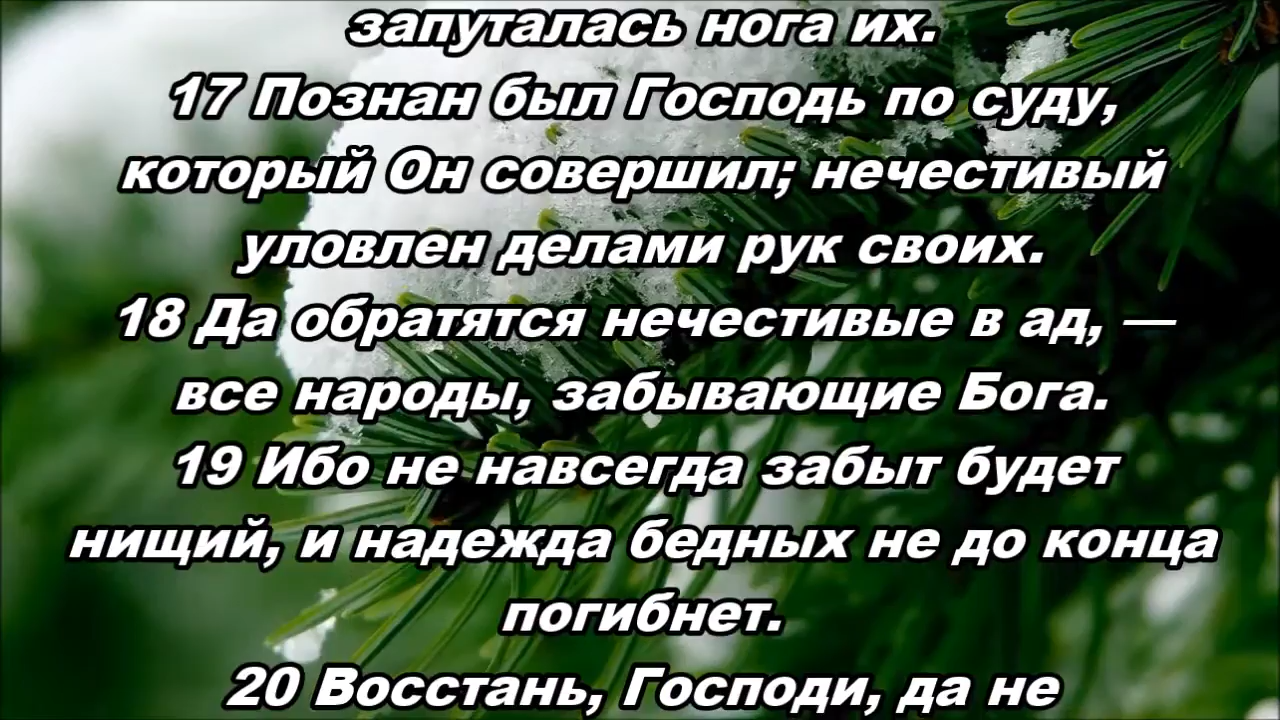 запуталась нога их.
17 Познан был Господь по суду,
который Он совершил; нечестивый
уловлен делами рук своих.
18 Да обратятся нечестивые в ад, —
все народы, забывающие Бога.
19 Ибо не навсегда забыт будет
нищий, и надежда бедных не до конца
погибнет.
20 Восстань, Господи, да не